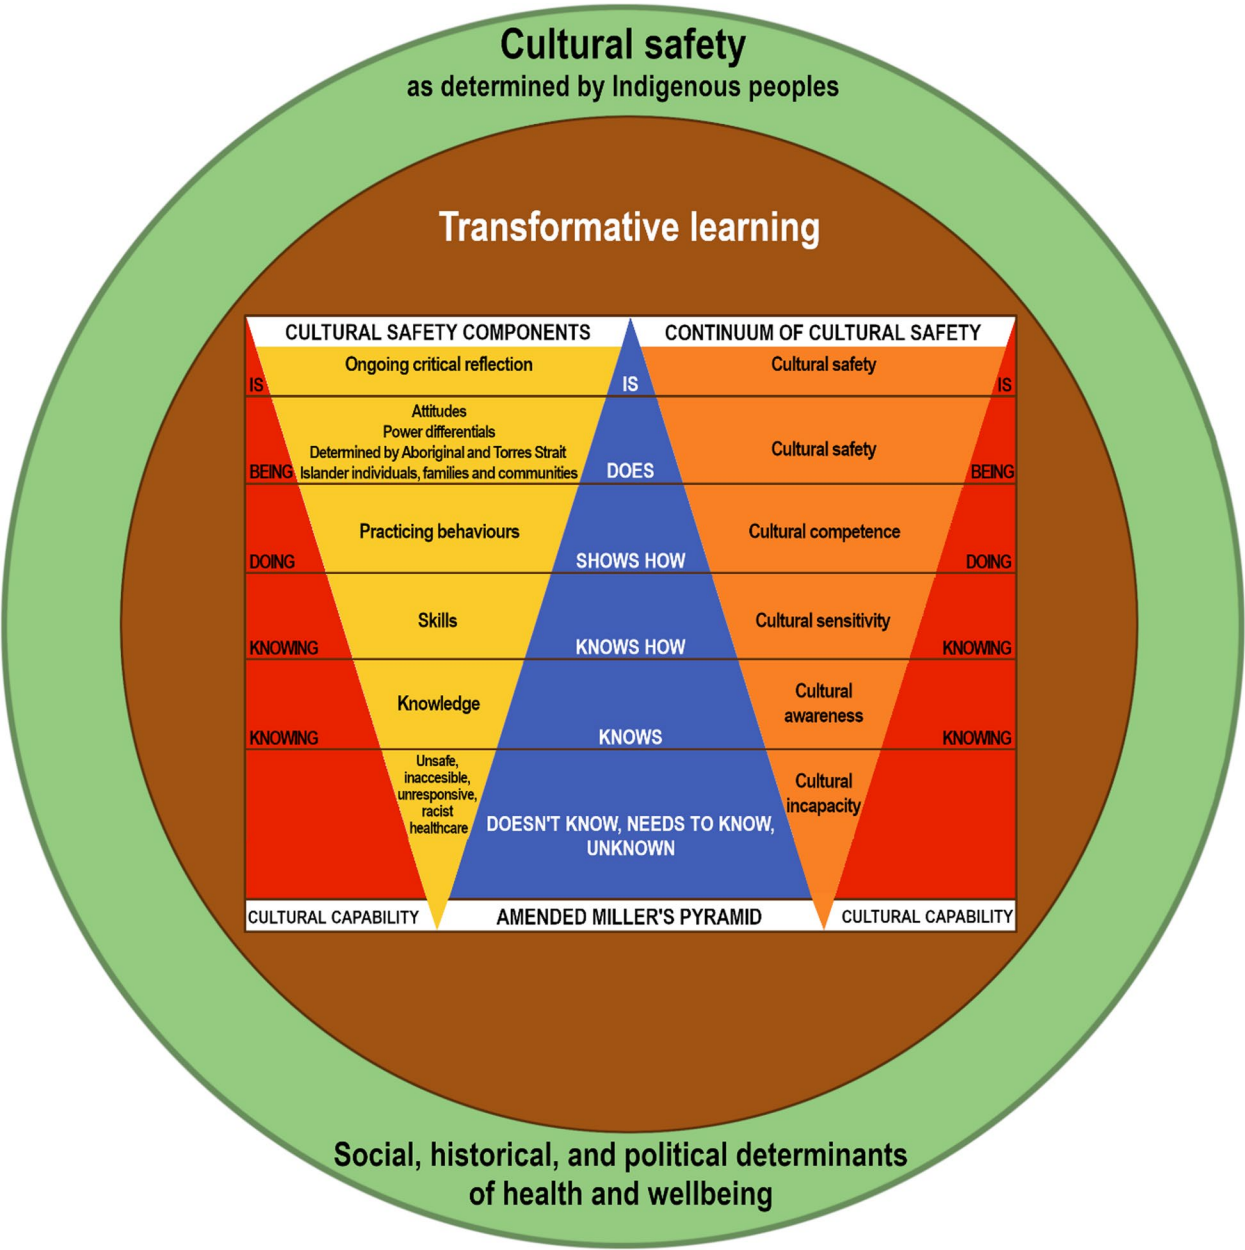 Cultural safety
as determined by Indigenous peoples
Transformative learning
CULTURAL SAFETY COMPONENTS
CONTINUUM OF CULTURAL SAFETY
Ongoing critical reflection
Cultural safety
IS
IS
IS
Attitudes
Power differentials
Determined by Aboriginal and Torres Strait
Islander individuals, families and communities
Cultural safety
BEING
DOES
BEING
Practicing behaviours
Cultural competence
DOING
SHOWS HOW
DOING
Skills
Cultural sensitivity
KNOWING
KNOWS HOW
KNOWING
Knowledge
Cultural
awareness
KNOWING
KNOWS
KNOWING
Unsafe,
inaccesible,
unresponsive,
racist
healthcare
Cultural
incapacity
DOESN'T KNOW, NEEDS TO KNOW,
UNKNOWN
CULTURAL CAPABILITY
AMENDED MILLER'S PYRAMID
CULTURAL CAPABILITY
Social, historical, and political determinants
of health and wellbeing